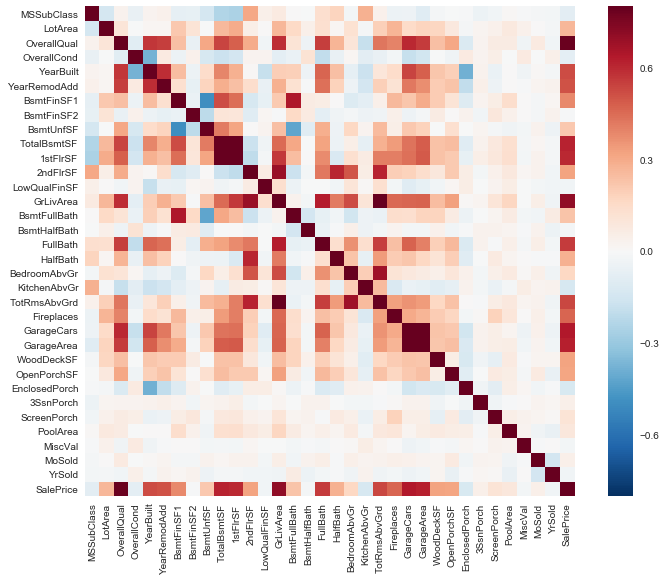 MSSubClass
LotArea
OverallQual
OverallCond
YearBuilt
YearRemodAdd
BsmtFinSF1
BsmtFinSF2
BsmtUnfSF
TotalBsmtSF
1stFlrSF
2ndFlrSF
LowQualFinSF
GrLivArea
BsmtFullBath
BsmtHalfBath
FullBath
HalfBath
BedroomAbvGr
KitchenAbvGr
TotRmsAbvGrd
Fireplaces
GarageCars
GarageArea
WoodDeckSF
OpenPorchSF
EnclosedPorch
3SsnPorch
ScreenPorch
PoolArea
MiscVal
MoSold
YrSold
SalePrice
MSSubClass
LotArea
OverallQual
OverallCond
YearBuilt
YearRemodAdd
BsmtFinSF1
BsmtFinSF2
BsmtUnfSF
TotalBsmtSF
1stFlrSF
2ndFlrSF
LowQualFinSF
GrLivArea
BsmtFullBath
BsmtHalfBath
FullBath
HalfBath
BedroomAbvGr
KitchenAbvGr
TotRmsAbvGrd
Fireplaces
GarageCars
GarageArea
WoodDeckSF
OpenPorchSF
EnclosedPorch
3SsnPorch
ScreenPorch
PoolArea
MiscVal
MoSold
YrSold
SalePrice
0.6
0.3
0.0
−0.3
−0.6